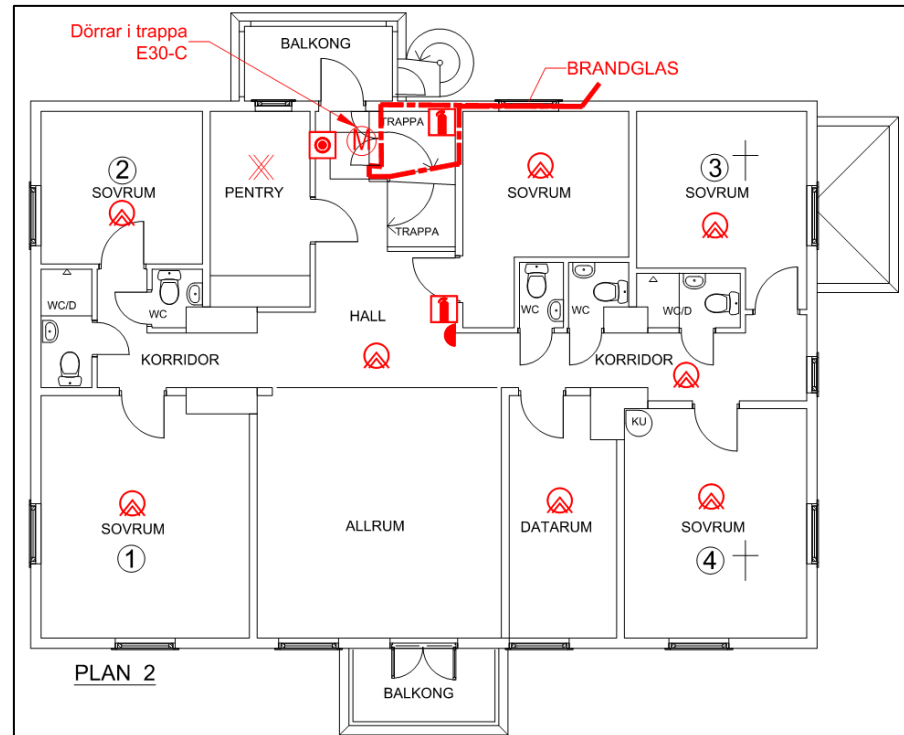 Dörrar i trappa
E30-C
BALKONG
BRANDGLAS
TRAPPA
M
2
SOVRUM
PENTRY
SOVRUM
3
SOVRUM
TRAPPA
WC/D
WC
HALL
WC
WC
WC/D
KORRIDOR
KORRIDOR
KU
SOVRUM
1
ALLRUM
DATARUM
SOVRUM
4
PLAN 2
BALKONG